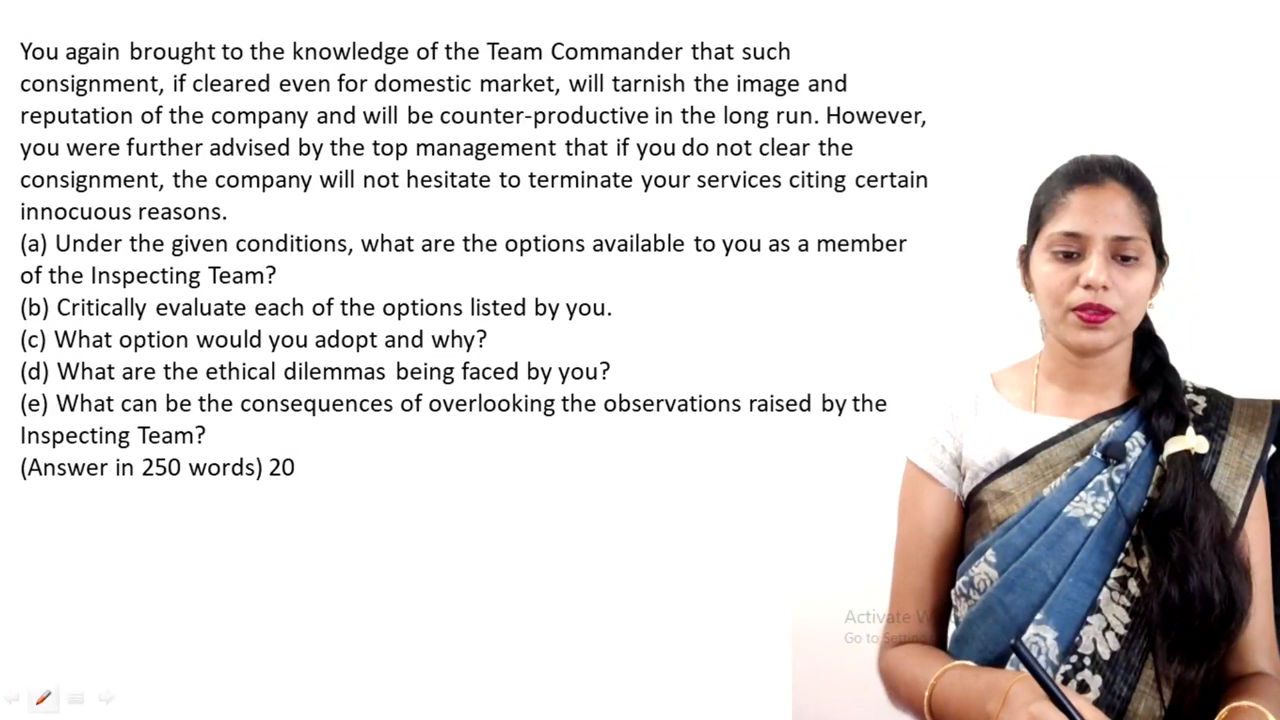 You again brought to the knowledge of the Team Commander that such
consignment, if cleared even for domestic market, will tarnish the image and
reputation of the company and will be counter-productive in the long run. However,
you were further advised by the top management that if you do not clear the
consignment, the company will not hesitate to terminate your services citing certain
innocuous reasons.
(a) Under the given conditions, what are the options available to you as a member
of the Inspecting Team?
(b) Critically evaluate each of the options listed by you.
(c) What option would you adopt and why?
(d) What are the ethical dilemmas being faced by you?
(e) What can be the consequences of overlooking the observations raised by the
Inspecting Team?
(Answer in 250 words) 20
Activate
Go to